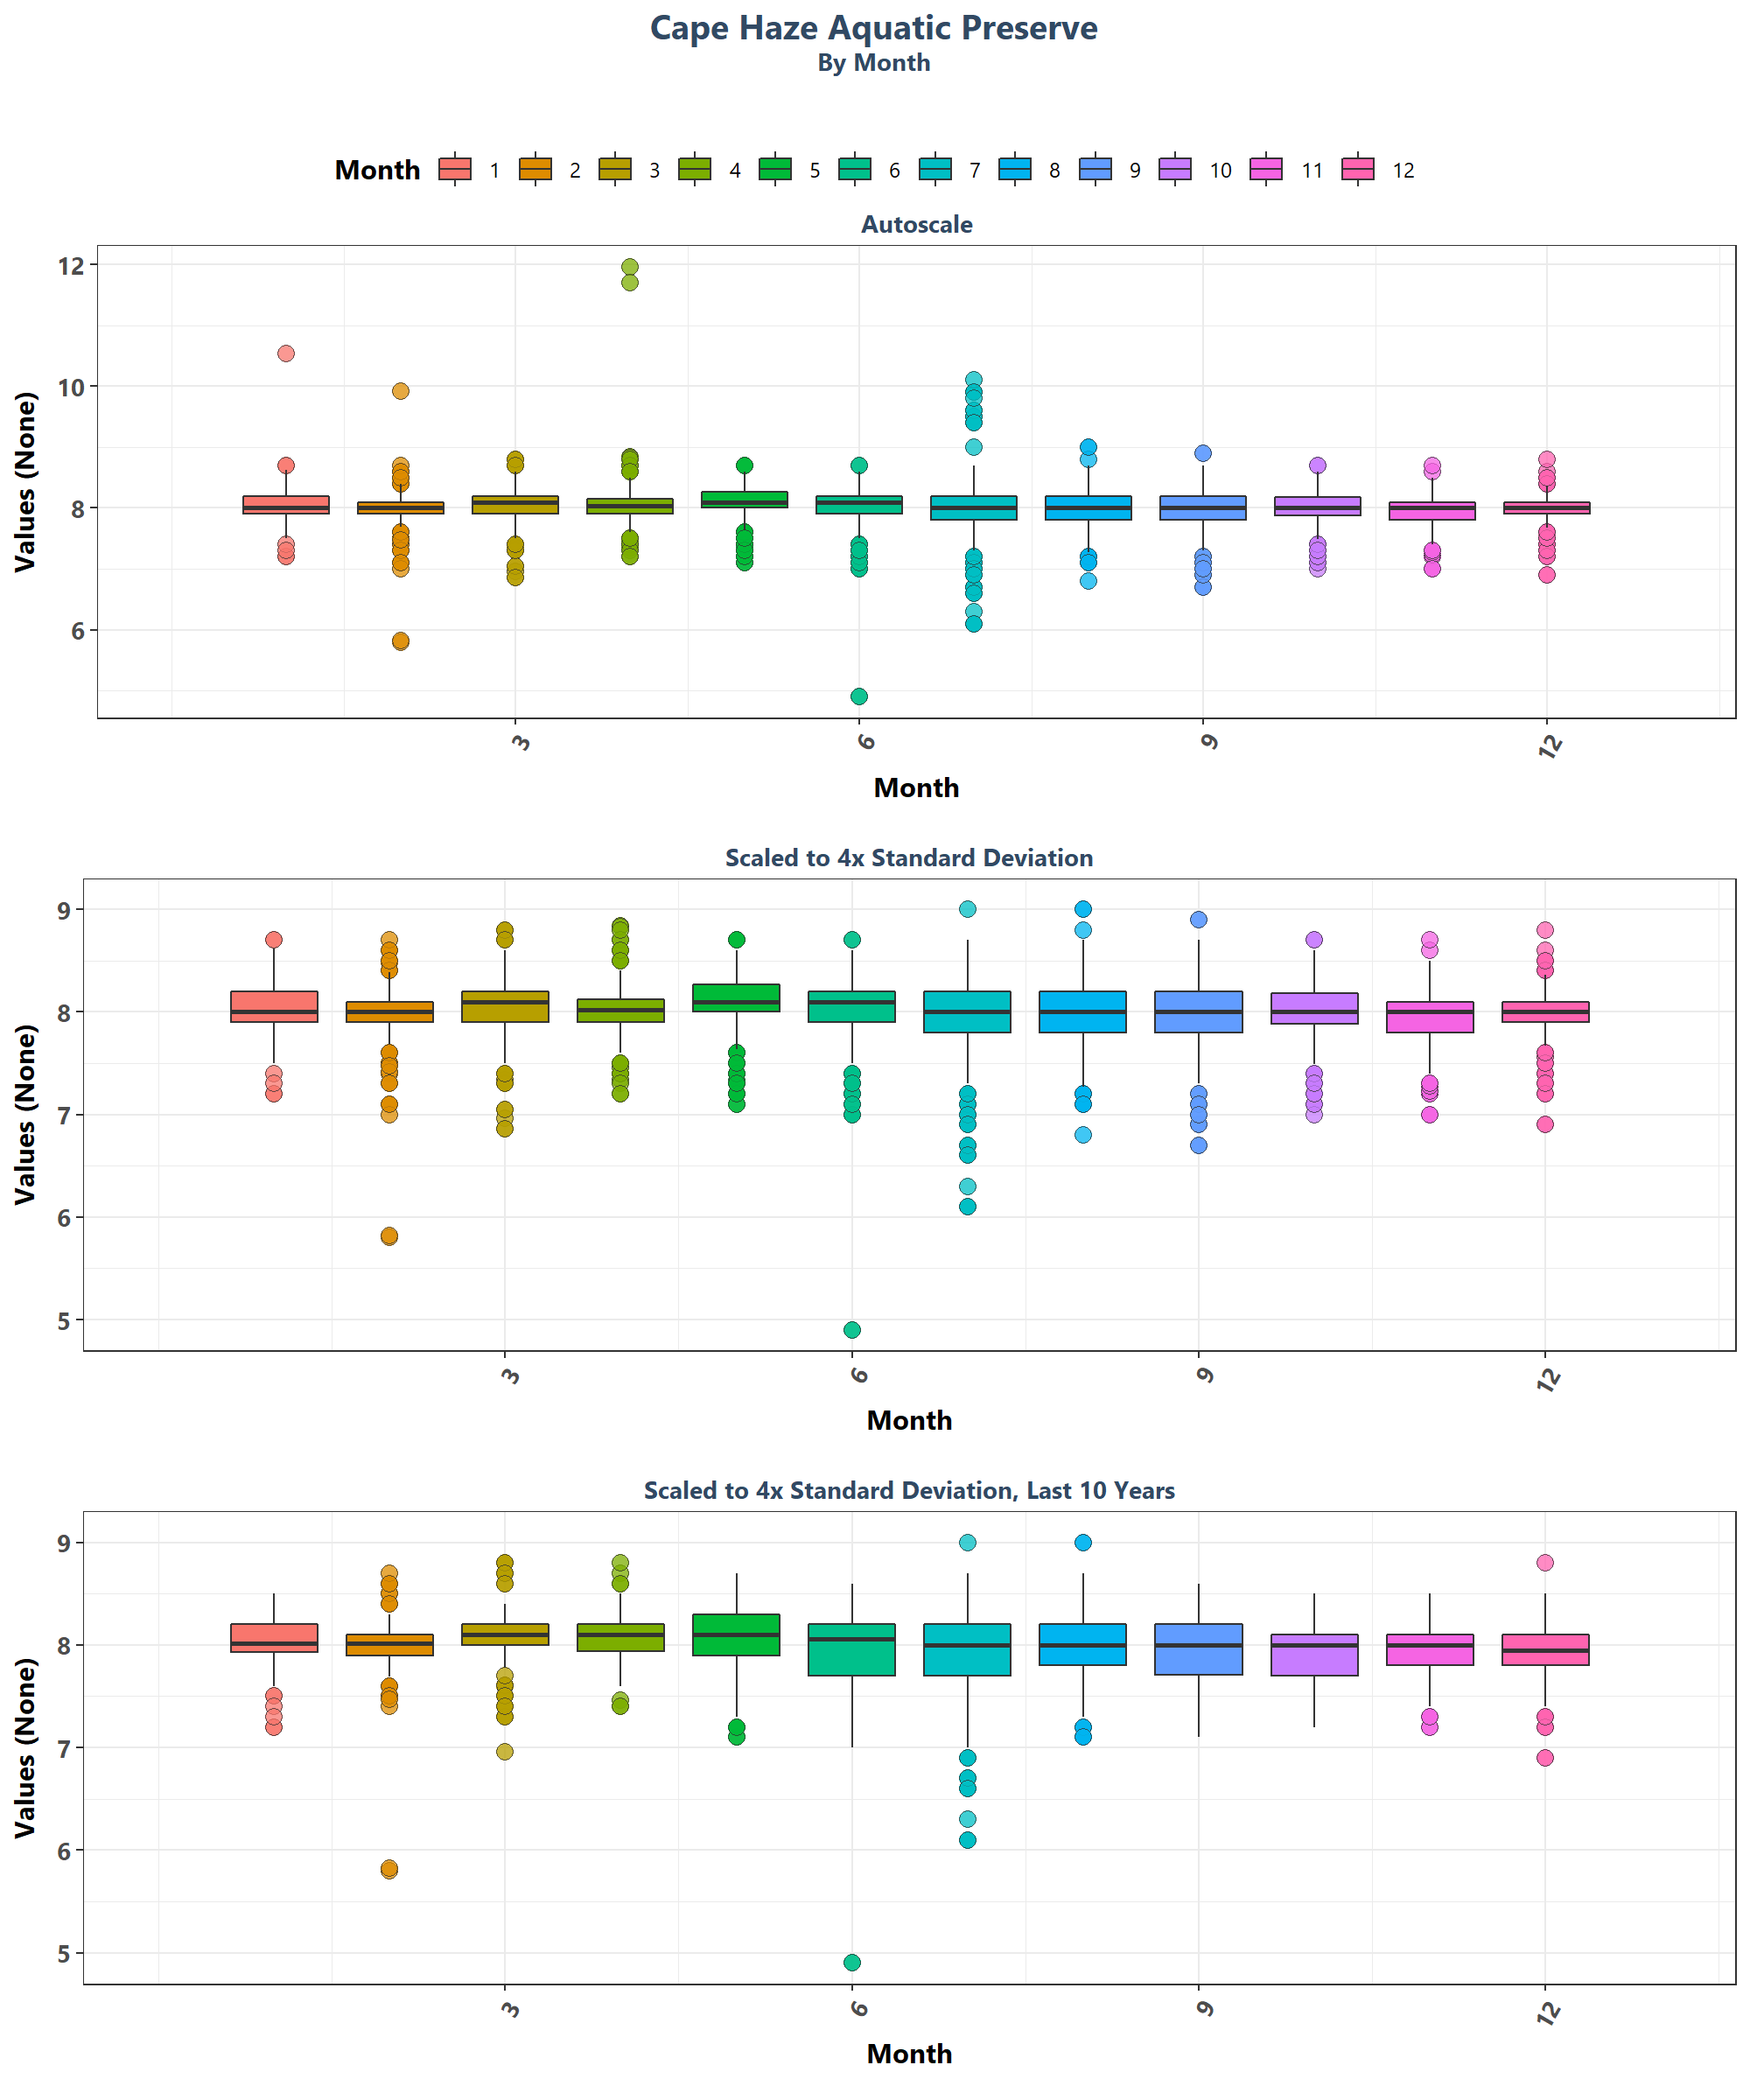 Cape Haze Aquatic Preserve
By Month
Month 1 2 3 4 5 6 7 8 9 10 11 12
Autoscale
Values (None)
12
10
8
6
3 6 9 12
Month
Scaled to 4x Standard Deviation
Values (None)
9
8
7
6
5
3 6 9 12
Month
Scaled to 4x Standard Deviation, Last 10 Years
Values (None)
9
8
7
6
5
3 6 9 12
Month